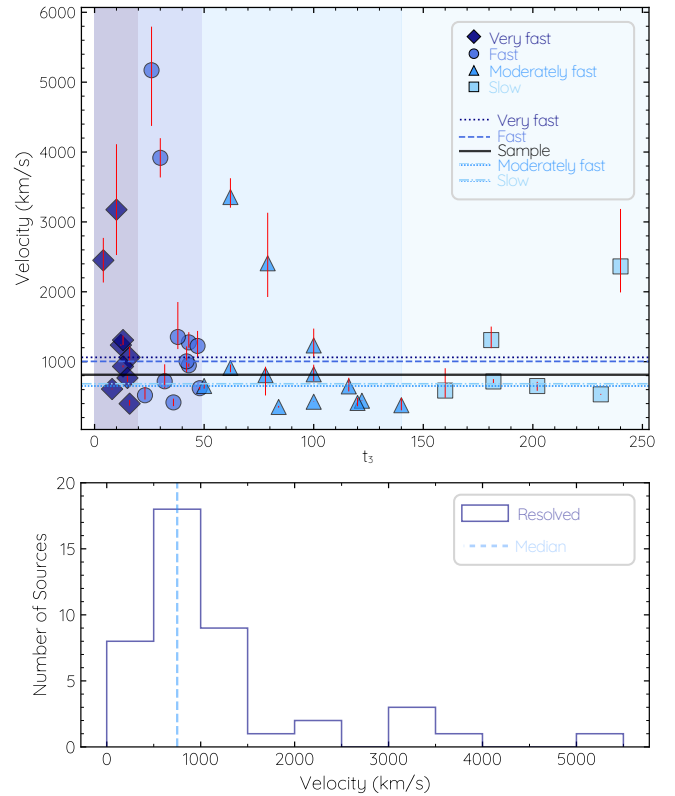 6000
5000
4000
3000
2000
1000
Velocity (km/s)
Very fast
Fast
Moderately fast
Slow
Very fast
Fast
Sample
Moderately fast
Slow
0 50 100 150 200 250
t₃
20
15
10
5
0
Number of Sources
Resolved
Median
0 1000 2000 3000 4000 5000
Velocity (km/s)